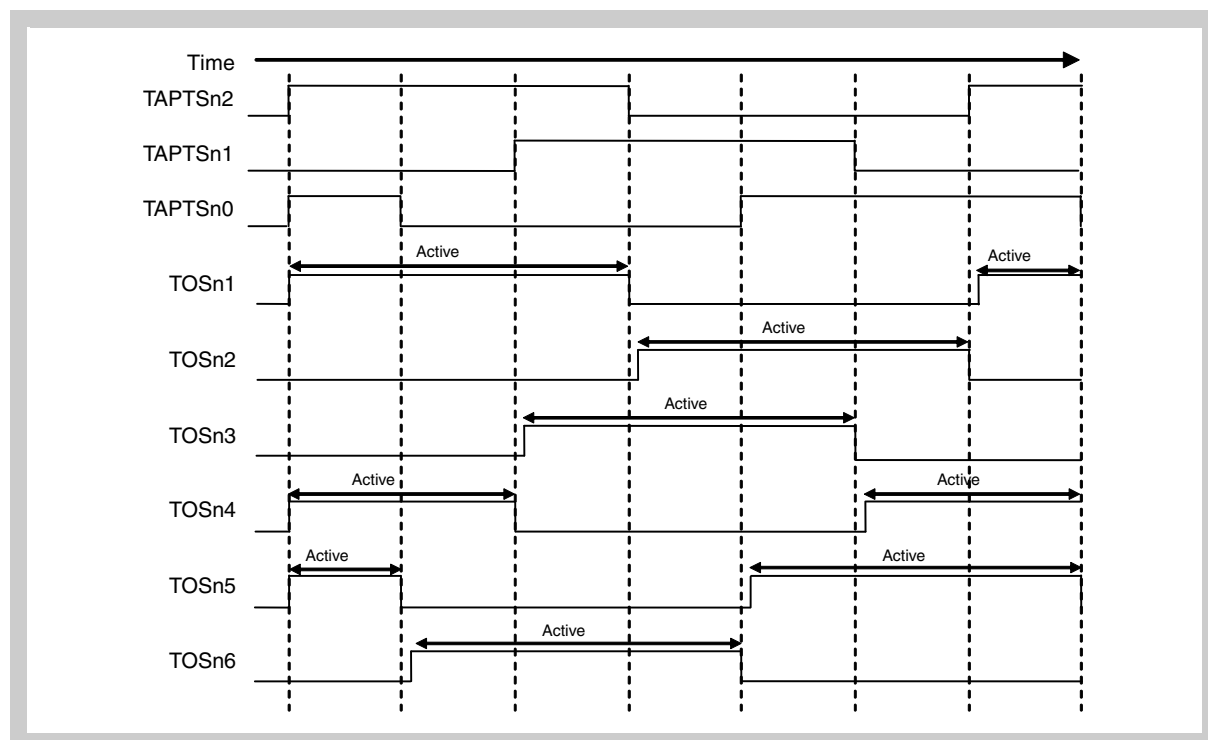 Time
TAPTSn2
TAPTSn1
TAPTSn0
Active
TOSn1
Active
Active
TOSn2
Active
TOSn3
Active
Active
TOSn4
Active
Active
TOSn5
Active
TOSn6